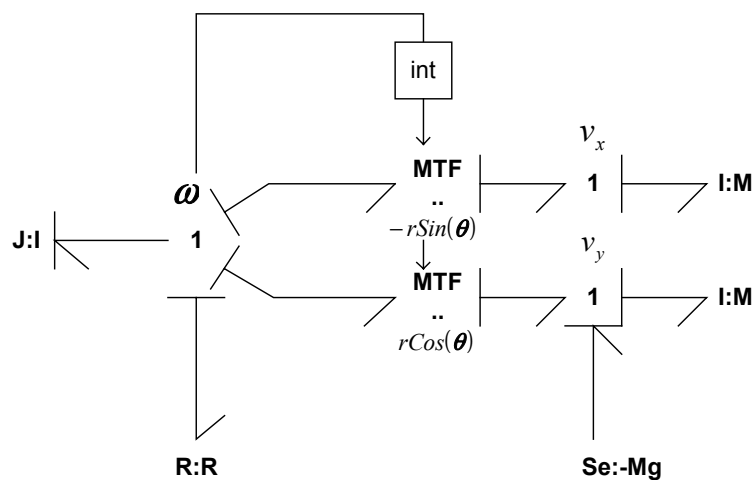 int
v_x
MTF
ω
1
I:M
..
−rSin(θ)
J:I
1
v_y
MTF
1
I:M
..
rCos(θ)
R:R
Se:-Mg